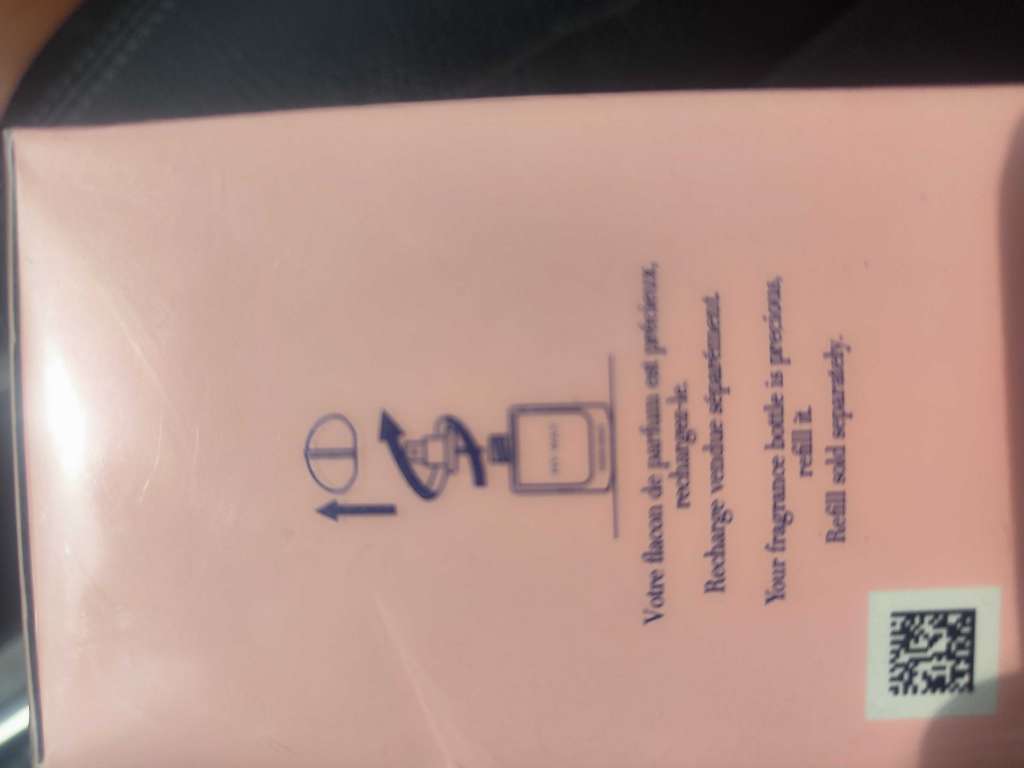 Votre flacon de parfum est précieux,
rechargez-le.
Recharge vendue séparément.
Your fragrance bottle is precious,
refill it.
Refill sold separately.